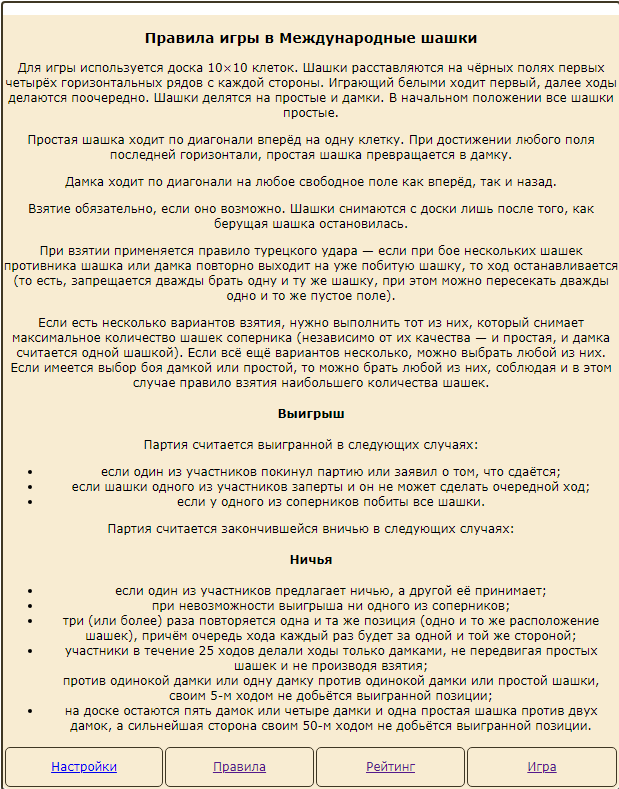 Правила игры в Международные шашки
Для игры используется доска 10×10 клеток. Шашки расставляются на чёрных полях первых
четырёх горизонтальных рядов с каждой стороны. Играющий белыми ходит первый, далее ходы
делаются поочередно. Шашки делятся на простые и дамки. В начальном положении все шашки
простые.
Простая шашка ходит по диагонали вперёд на одну клетку. При достижении любого поля
последней горизонтали, простая шашка превращается в дамку.
Дамка ходит по диагонали на любое свободное поле как вперёд, так и назад.
Взятие обязательно, если оно возможно. Шашки снимаются с доски лишь после того, как
берущая шашка остановилась.
При взятии применяется правило турецкого удара — если при бое нескольких шашек
противника шашка или дамка повторно выходит на уже побитую шашку, то ход останавливается
(то есть, запрещается дважды брать одну и ту же шашку, при этом можно пересекать дважды
одно и то же пустое поле).
Если есть несколько вариантов взятия, нужно выполнить тот из них, который снимает
максимальное количество шашек соперника (независимо от их качества — и простая, и дамка
считается одной шашкой). Если всё ещё вариантов несколько, можно выбрать любой из них.
Если имеется выбор боя дамкой или простой, то можно брать любой из них, соблюдая и в этом
случае правило взятия наибольшего количества шашек.
Выигрыш
Партия считается выигранной в следующих случаях:
• если один из участников покинул партию или заявил о том, что сдаётся;
• если шашки одного из участников заперты и он не может сделать очередной ход;
• если у одного из соперников побиты все шашки.
Партия считается закончившейся вничью в следующих случаях:
Ничья
• если один из участников предлагает ничью, а другой её принимает;
• при невозможности выигрыша ни одного из соперников;
• три (или более) раза повторяется одна и та же позиция (одно и то же расположение
шашек), причём очередь хода каждый раз будет за одной и той же стороной;
• участники в течение 25 ходов делали ходы только дамками, не передвигая простых
шашек и не производя взятия;
против одинокой дамки или одну дамку против одинокой дамки или простой шашки,
своим 5-м ходом не добьётся выигранной позиции;
• на доске остаются пять дамок или четыре дамки и одна простая шашка против двух
дамок, а сильнейшая сторона своим 50-м ходом не добьётся выигранной позиции.
Настройки Правила Рейтинг Игра